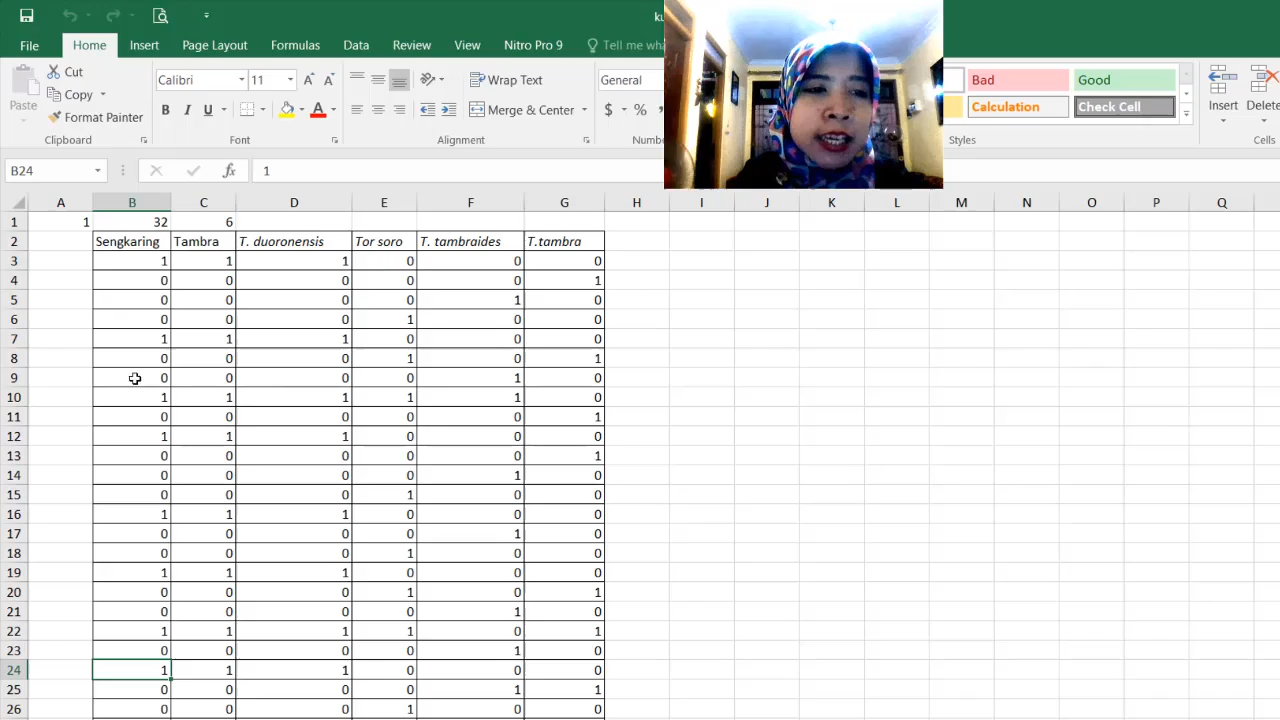 ku
File Home Insert Page Layout Formulas Data Review View Nitro Pro 9 Tell me wha
Paste Cut Calibri 11 A A Wrap Text General Bad Good Insert Delet
Copy B I U A Merge & Center $ % Calculation Check Cell
Format Painter
Clipboard Font Alignment Styles Cells
B24 fx 1
A B C D E F G H I J K L M N O P Q
1 1 32 6
2 Sengkaring Tambra T. duoronensis Tor soro T. tambraides T.tambra
3 1 1 1 0 0 0
4 0 0 0 0 0 1
5 0 0 0 0 1 0
6 0 0 0 1 0 0
7 1 1 1 0 0 0
8 0 0 0 1 0 1
9 0 0 0 0 1 0
10 1 1 1 1 1 0
11 0 0 0 0 0 1
12 1 1 1 0 0 0
13 0 0 0 0 0 1
14 0 0 0 0 1 0
15 0 0 0 1 0 0
16 1 1 1 0 0 0
17 0 0 0 0 1 0
18 0 0 0 1 0 0
19 1 1 1 0 0 0
20 0 0 0 1 0 1
21 0 0 0 0 1 0
22 1 1 1 1 0 1
23 0 0 0 0 1 0
24 1 1 1 0 0 0
25 0 0 0 0 1 1
26 0 0 0 1 0 0